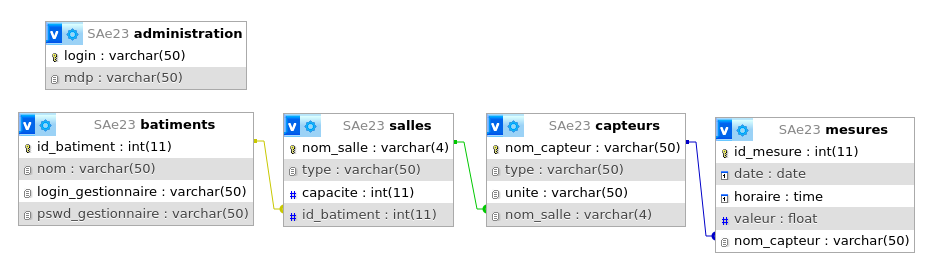 SAe23 administration
login : varchar(50)
mdp : varchar(50)
SAe23 batiments
id_batiment : int(11)
nom : varchar(50)
login_gestionnaire : varchar(50)
pswd_gestionnaire : varchar(50)
SAe23 salles
nom_salle : varchar(4)
type : varchar(50)
# capacite : int(11)
# id_batiment : int(11)
SAe23 capteurs
nom_capteur : varchar(50)
type : varchar(50)
unite : varchar(50)
nom_salle : varchar(4)
SAe23 mesures
id_mesure : int(11)
date : date
horaire : time
# valeur : float
nom_capteur : varchar(50)